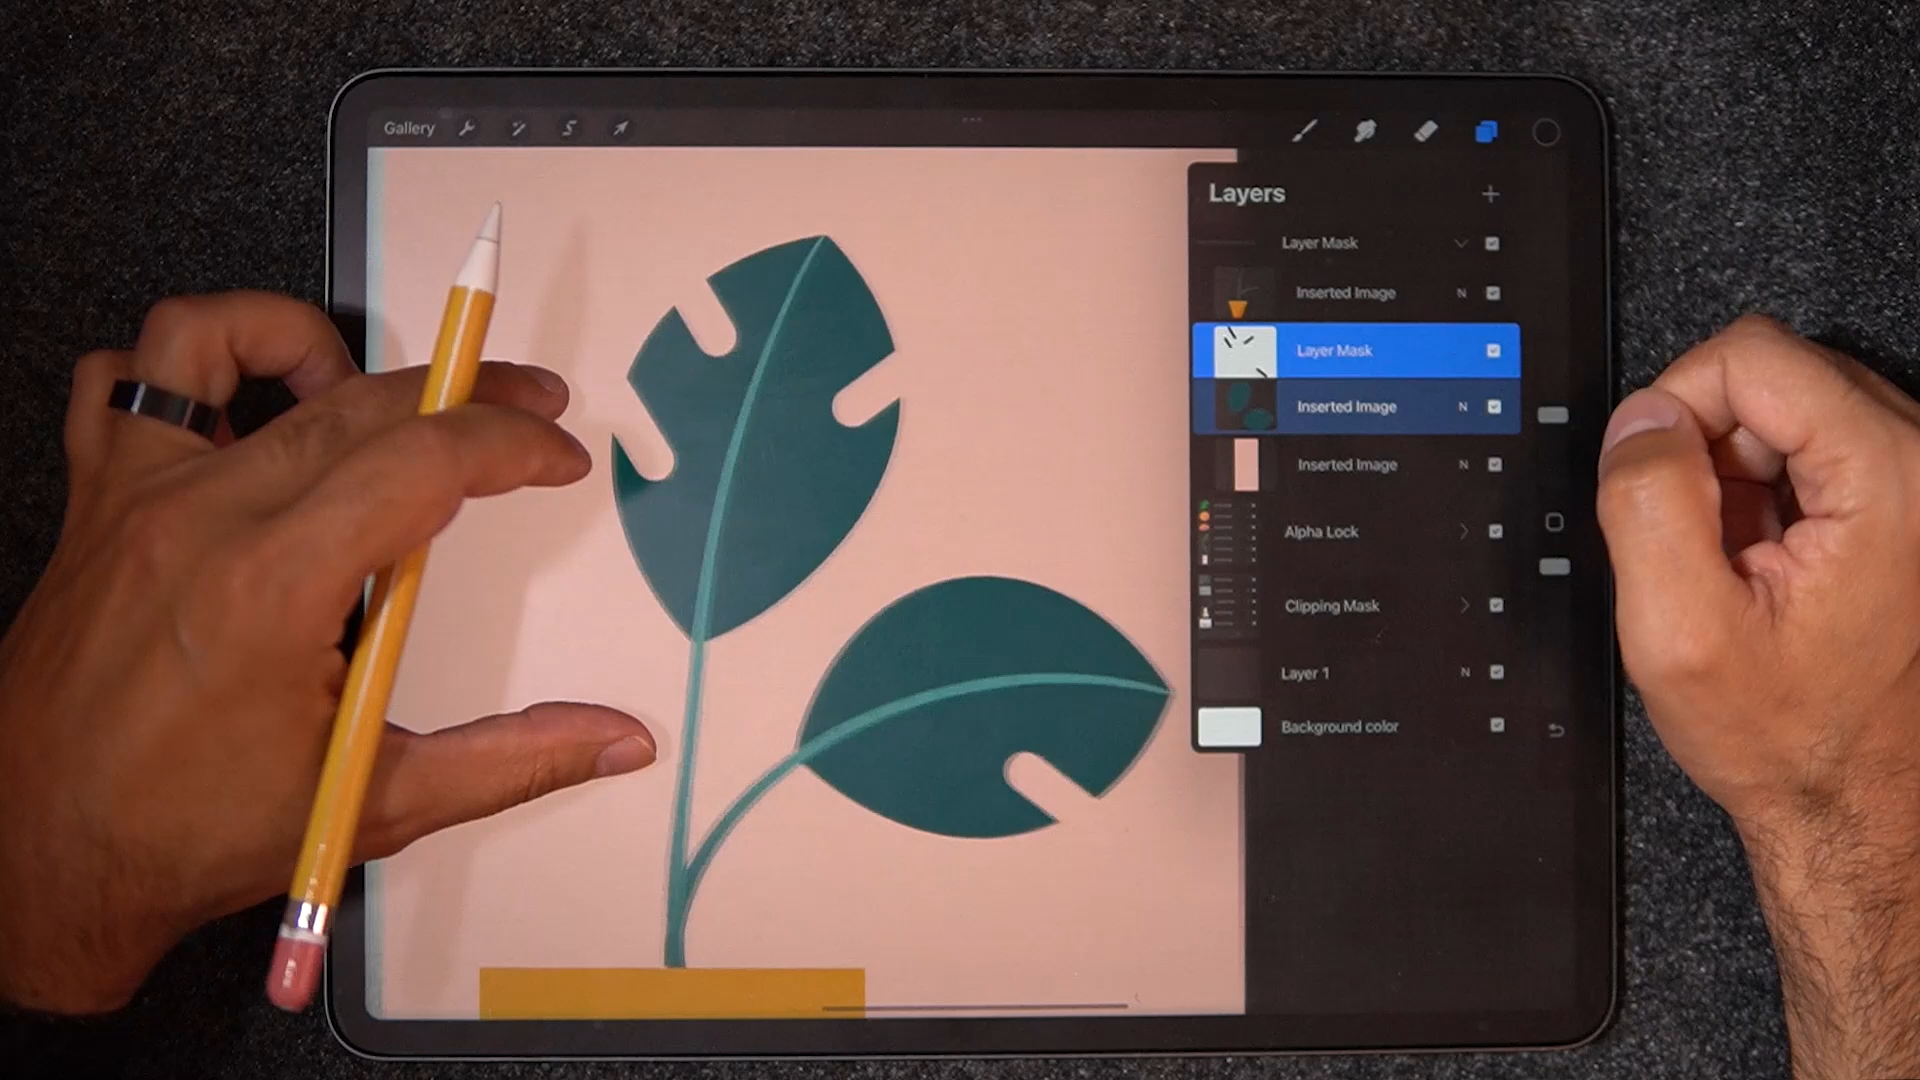 Gallery
Layers
Layer Mask
Inserted Image N
Layer Mask
Inserted Image N
Inserted Image N
Alpha Lock
Clipping Mask
Layer 1 N
Background color